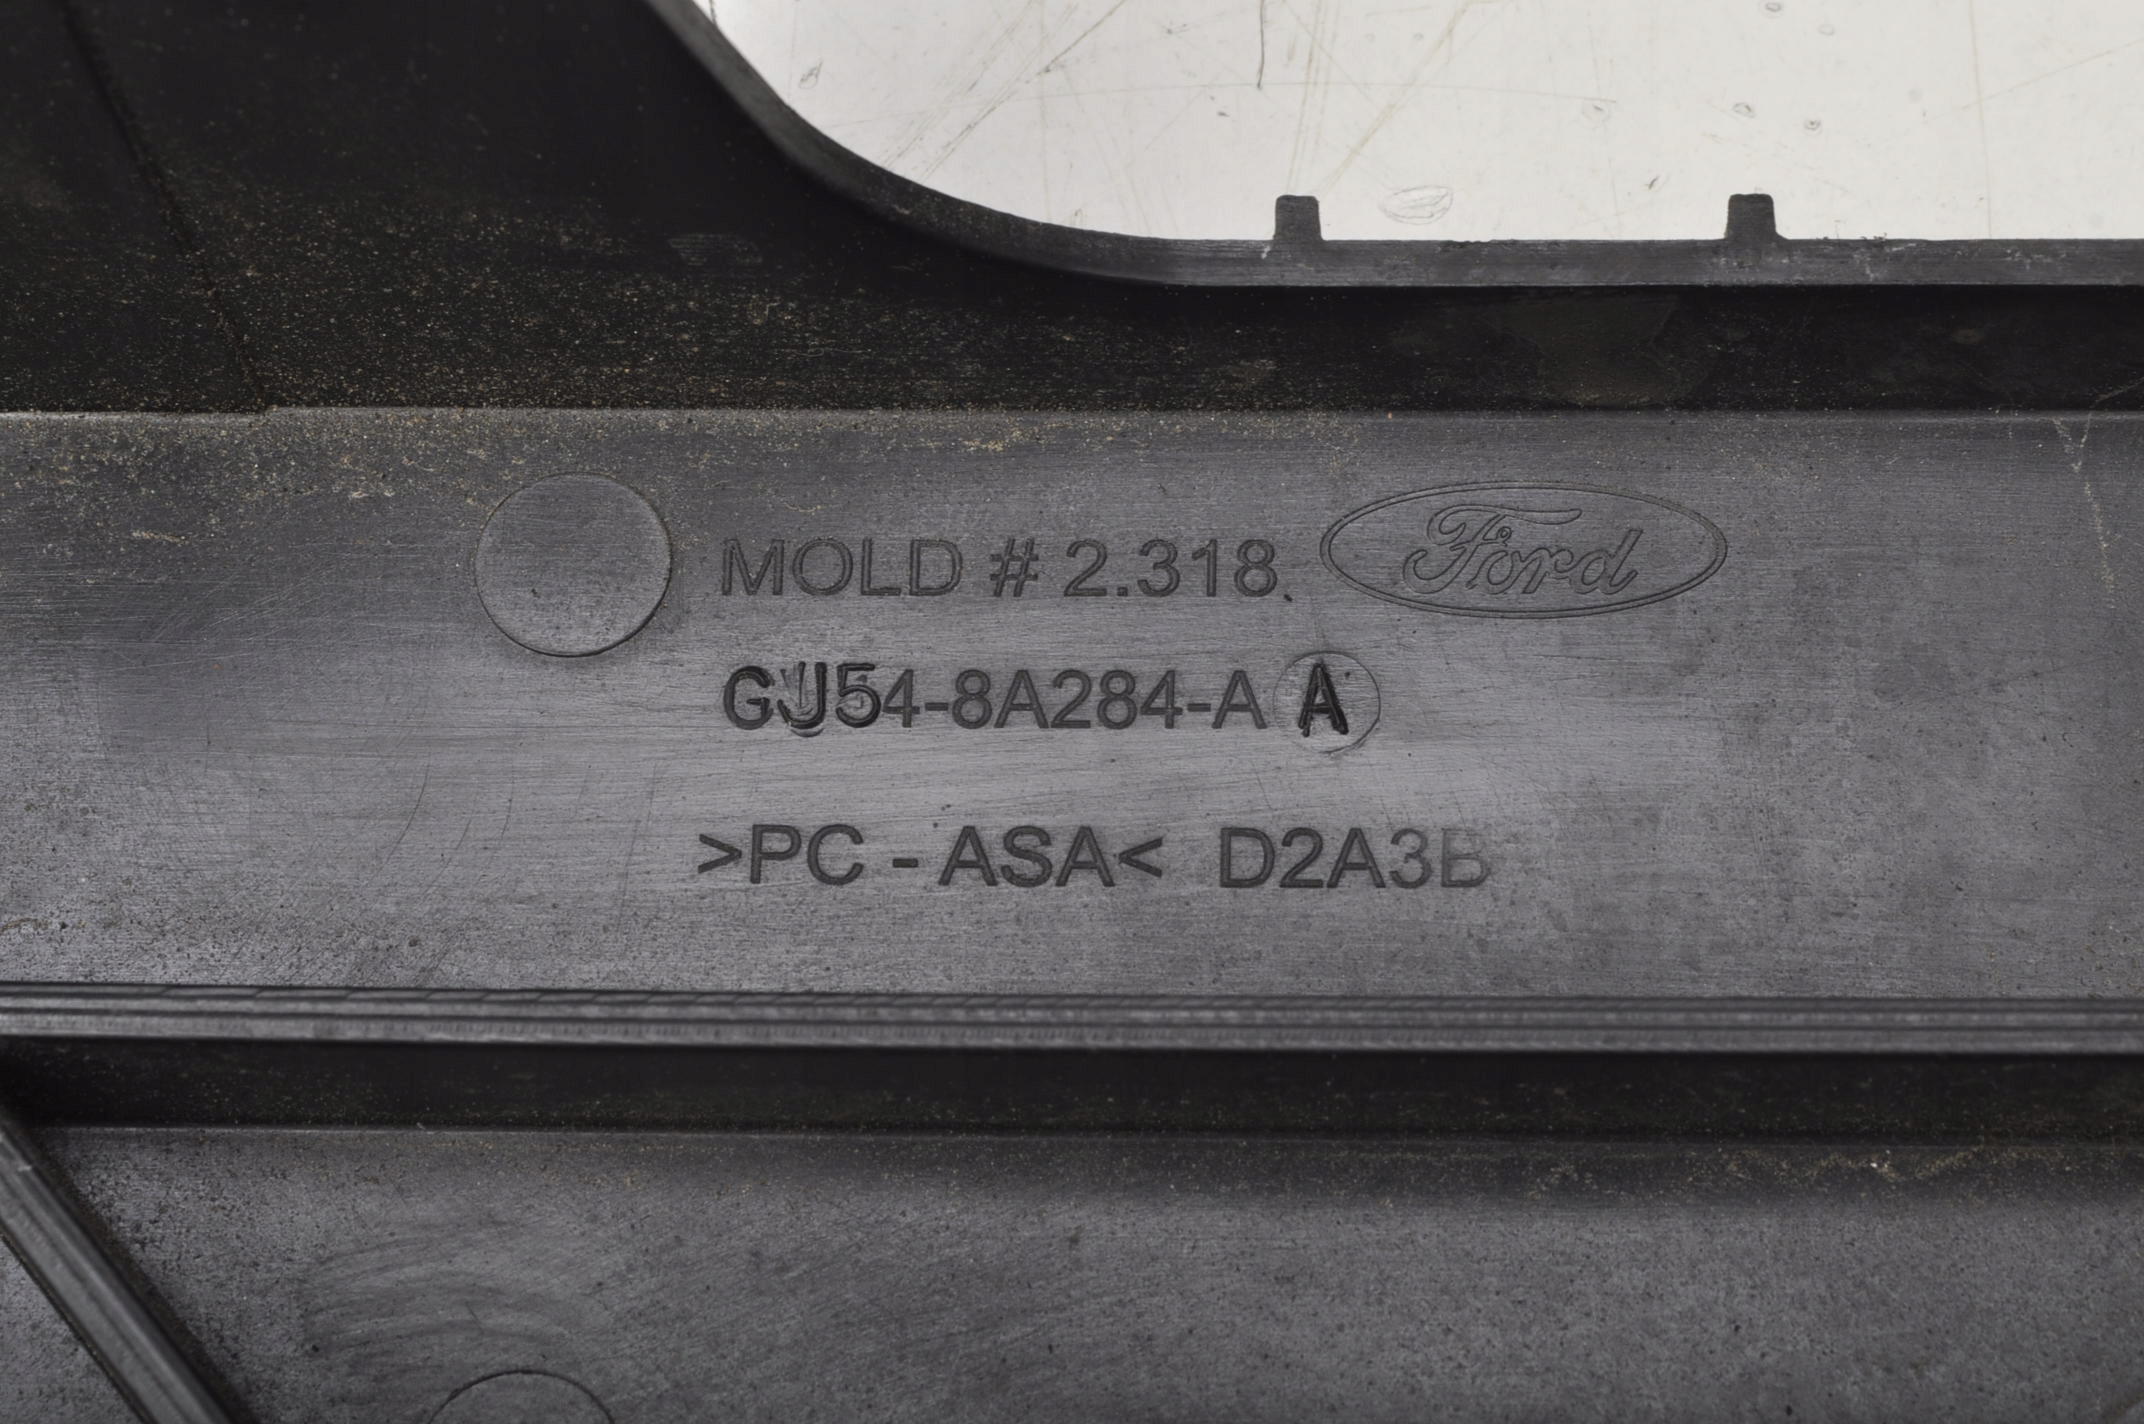 MOLD # 2.318 Ford
GJ54-8A284-A A
>PC - ASA< D2A3B